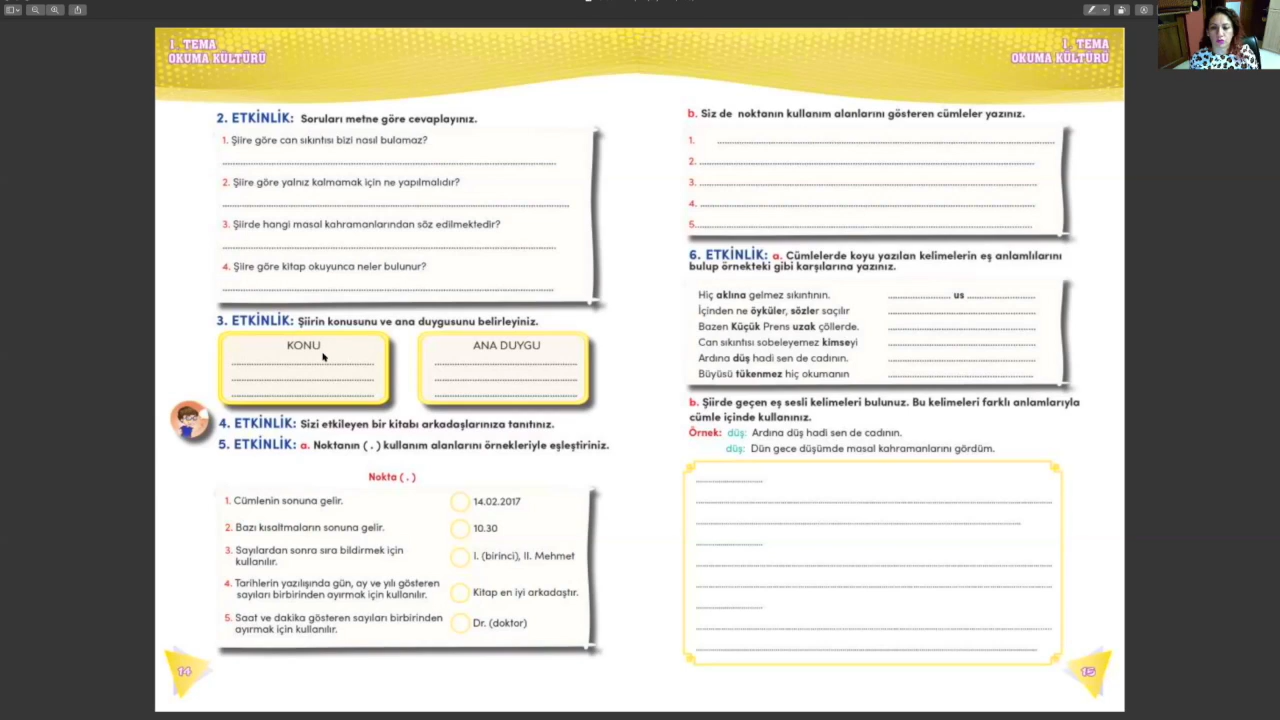 I. TEMA
OKUMA KÜLTÜRÜ
2. ETKİNLİK: Soruları metne göre cevaplayınız.
1. Şiire göre can sıkıntısı bizi nasıl bulamaz?
2. Şiire göre yalnız kalmamak için ne yapılmalıdır?
3. Şiirde hangi masal kahramanlarından söz edilmektedir?
4. Şiire göre kitap okuyunca neler bulunur?
3. ETKİNLİK: Şiirin konusunu ve ana duygusunu belirleyiniz.
KONU
ANA DUYGU
4. ETKİNLİK: Sizi etkileyen bir kitabı arkadaşlarınıza tanıtınız.
5. ETKİNLİK: a. Noktanın ( . ) kullanım alanlarını örnekleriyle eşleştiriniz.
Nokta ( . )
1. Cümlenin sonuna gelir.
14.02.2017
2. Bazı kısaltmaların sonuna gelir.
10.30
3. Sayılardan sonra sıra bildirmek için
kullanılır.
I. (birinci), II. Mehmet
4. Tarihlerin yazılışında gün, ay ve yılı gösteren
sayıları birbirinden ayırmak için kullanılır.
Kitap en iyi arkadaştır.
5. Saat ve dakika gösteren sayıları birbirinden
ayırmak için kullanılır.
Dr. (doktor)
14
I. TEMA
OKUMA KÜLTÜRÜ
b. Siz de noktanın kullanım alanlarını gösteren cümleler yazınız.
1.
2.
3.
4.
5.
6. ETKİNLİK: a. Cümlelerde koyu yazılan kelimelerin eş anlamlılarını
bulup örnekteki gibi karşılarına yazınız.
Hiç aklına gelmez sıkıntının.
us
İçinden ne öyküler, sözler saçılır
Bazen Küçük Prens uzak çöllerde.
Can sıkıntısı sobeleyemez kimseyi
Ardına düş hadi sen de cadının.
Büyüsü tükenmez hiç okumanın
b. Şiirde geçen eş sesli kelimeleri bulunuz. Bu kelimeleri farklı anlamlarıyla
cümle içinde kullanınız.
Örnek: düş: Ardına düş hadi sen de cadının.
düş: Dün gece düşümde masal kahramanlarını gördüm.
15